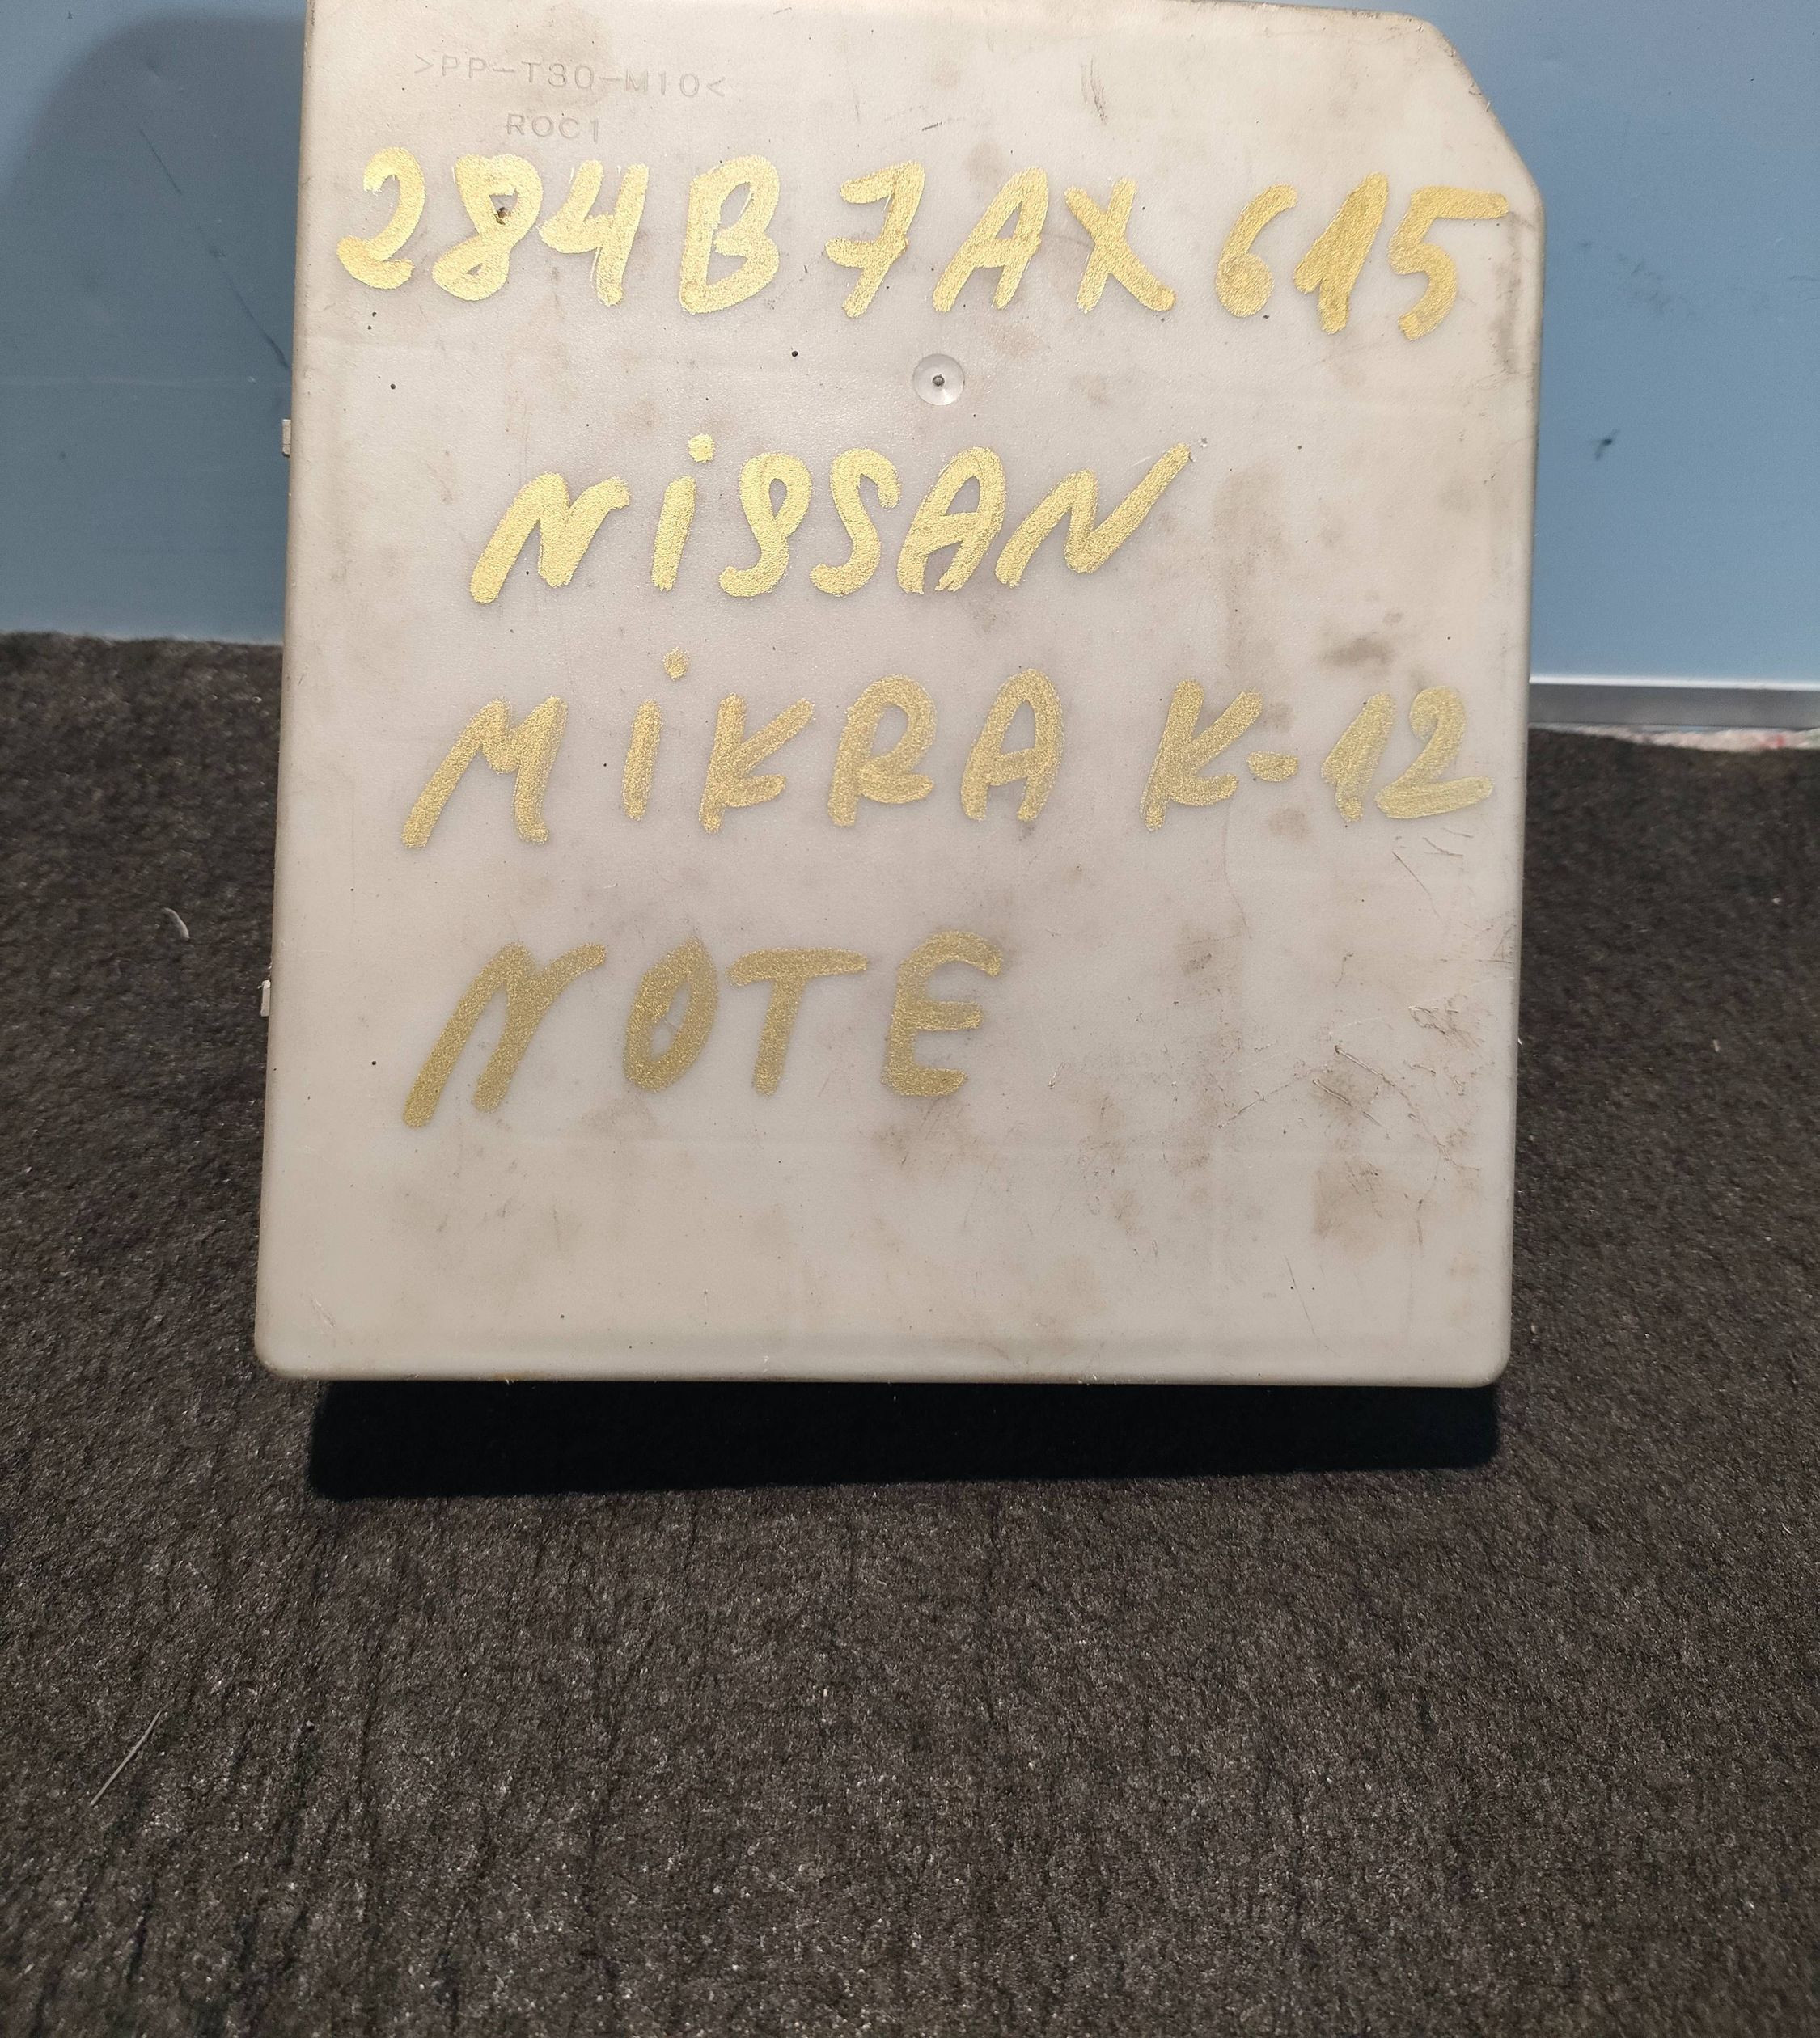 >PP-T30-M10<
ROC1
284B7AX615
NiSSAN
MiKRA K-12
NOTE